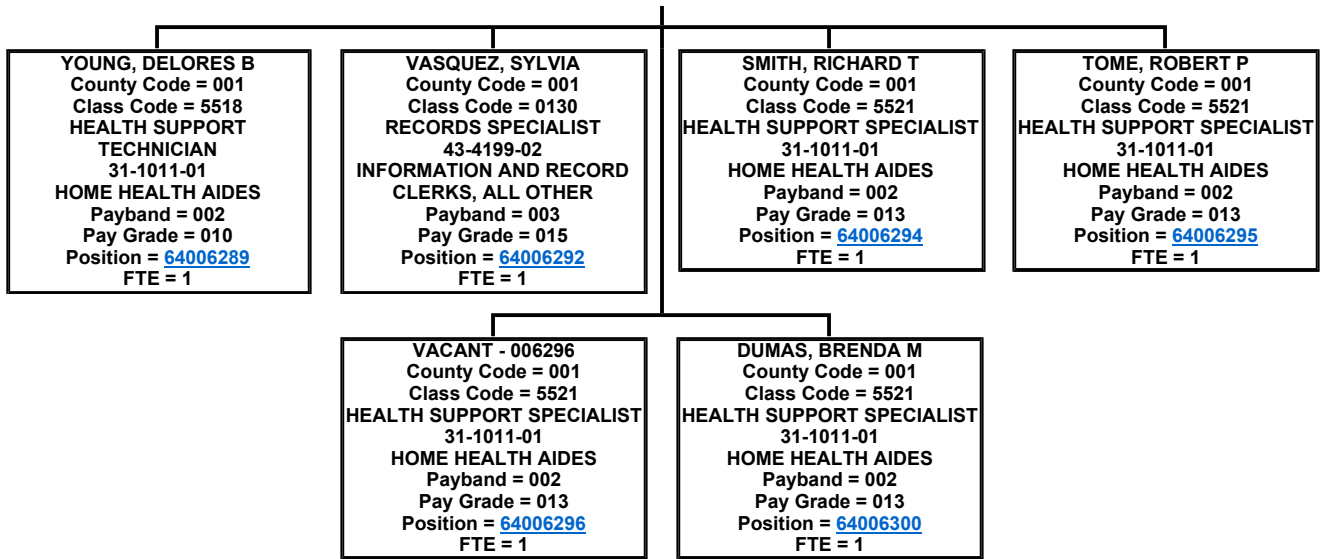 YOUNG, DELORES B
County Code = 001
Class Code = 5518
HEALTH SUPPORT
TECHNICIAN
31-1011-01
HOME HEALTH AIDES
Payband = 002
Pay Grade = 010
Position = 64006289
FTE = 1
VASQUEZ, SYLVIA
County Code = 001
Class Code = 0130
RECORDS SPECIALIST
43-4199-02
INFORMATION AND RECORD
CLERKS, ALL OTHER
Payband = 003
Pay Grade = 015
Position = 64006292
FTE = 1
SMITH, RICHARD T
County Code = 001
Class Code = 5521
HEALTH SUPPORT SPECIALIST
31-1011-01
HOME HEALTH AIDES
Payband = 002
Pay Grade = 013
Position = 64006294
FTE = 1
TOME, ROBERT P
County Code = 001
Class Code = 5521
HEALTH SUPPORT SPECIALIST
31-1011-01
HOME HEALTH AIDES
Payband = 002
Pay Grade = 013
Position = 64006295
FTE = 1
VACANT - 006296
County Code = 001
Class Code = 5521
HEALTH SUPPORT SPECIALIST
31-1011-01
HOME HEALTH AIDES
Payband = 002
Pay Grade = 013
Position = 64006296
FTE = 1
DUMAS, BRENDA M
County Code = 001
Class Code = 5521
HEALTH SUPPORT SPECIALIST
31-1011-01
HOME HEALTH AIDES
Payband = 002
Pay Grade = 013
Position = 64006300
FTE = 1